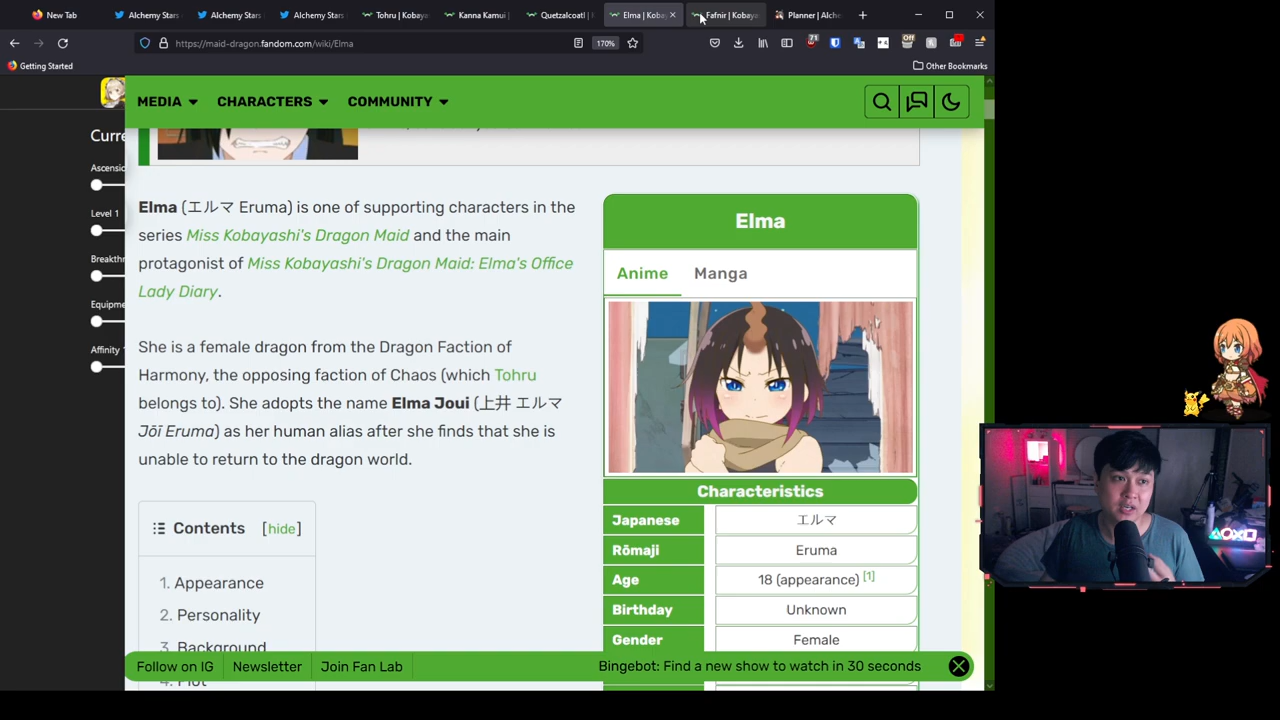 New Tab
Alchemy Stars
Alchemy Stars
Alchemy Stars
Tohru | Kobaya
Kanna Kamui |
Quetzalcoatl |
Elma | Kobay
Fafnir | Kobaya
Planner | Alche
https://maid-dragon.fandom.com/wiki/Elma
170%
71
Off
Getting Started
Other Bookmarks
MEDIA
CHARACTERS
COMMUNITY
Curre
Ascensio
Level 1
Breakthr
Equipme
Affinity 1
Elma (エルマ Eruma) is one of supporting characters in the
series Miss Kobayashi's Dragon Maid and the main
protagonist of Miss Kobayashi's Dragon Maid: Elma's Office
Lady Diary.
She is a female dragon from the Dragon Faction of
Harmony, the opposing faction of Chaos (which Tohru
belongs to). She adopts the name Elma Joui (上井 エルマ
Jōi Eruma) as her human alias after she finds that she is
unable to return to the dragon world.
Contents [hide]
1. Appearance
2. Personality
3. Background
4. Plot
Elma
Anime
Manga
Characteristics
Japanese エルマ
Rōmaji Eruma
Age 18 (appearance) [1]
Birthday Unknown
Gender Female
Follow on IG
Newsletter
Join Fan Lab
Bingebot: Find a new show to watch in 30 seconds